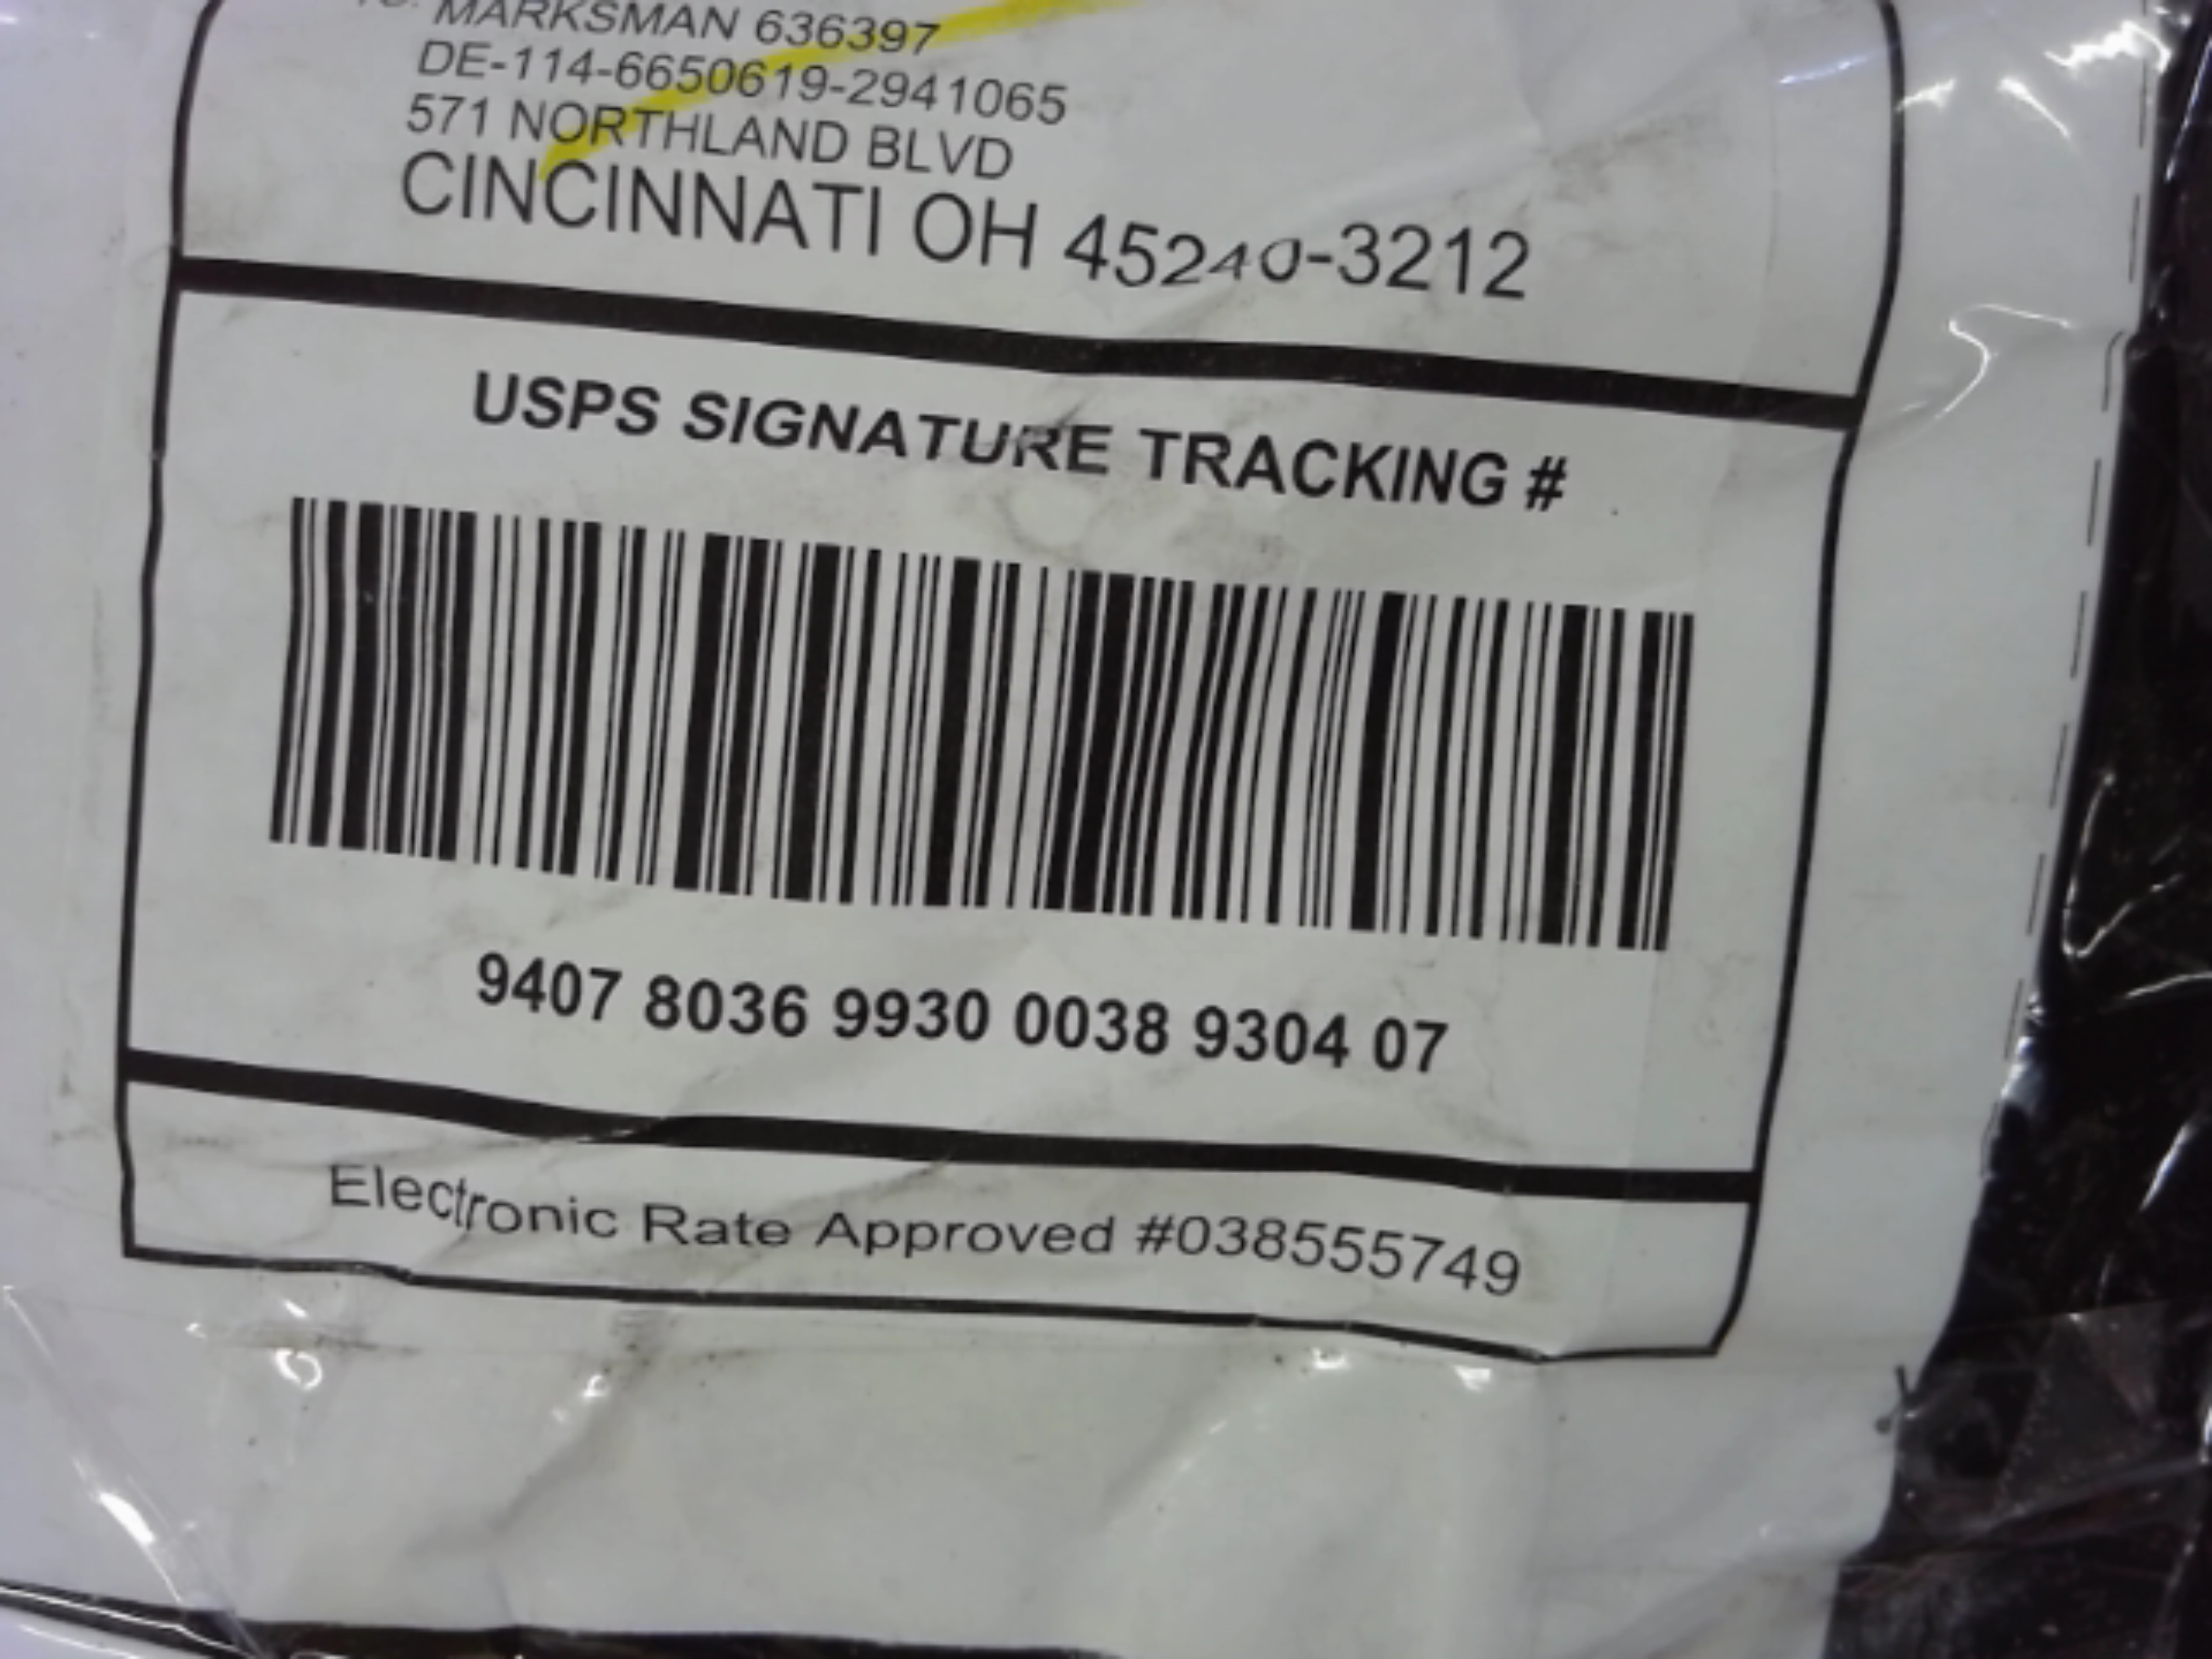 MARKSMAN 636397
DE-114-6650619-2941065
571 NORTHLAND BLVD
CINCINNATI OH 45240-3212
USPS SIGNATURE TRACKING #
9407 8036 9930 0038 9304 07
Electronic Rate Approved #038555749